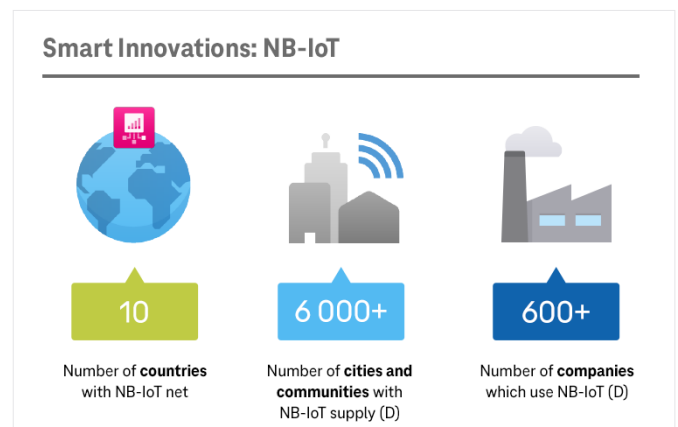 Smart Innovations: NB-IoT
10
6 000+
600+
Number of countries
with NB-IoT net
Number of cities and
communities with
NB-IoT supply (D)
Number of companies
which use NB-IoT (D)